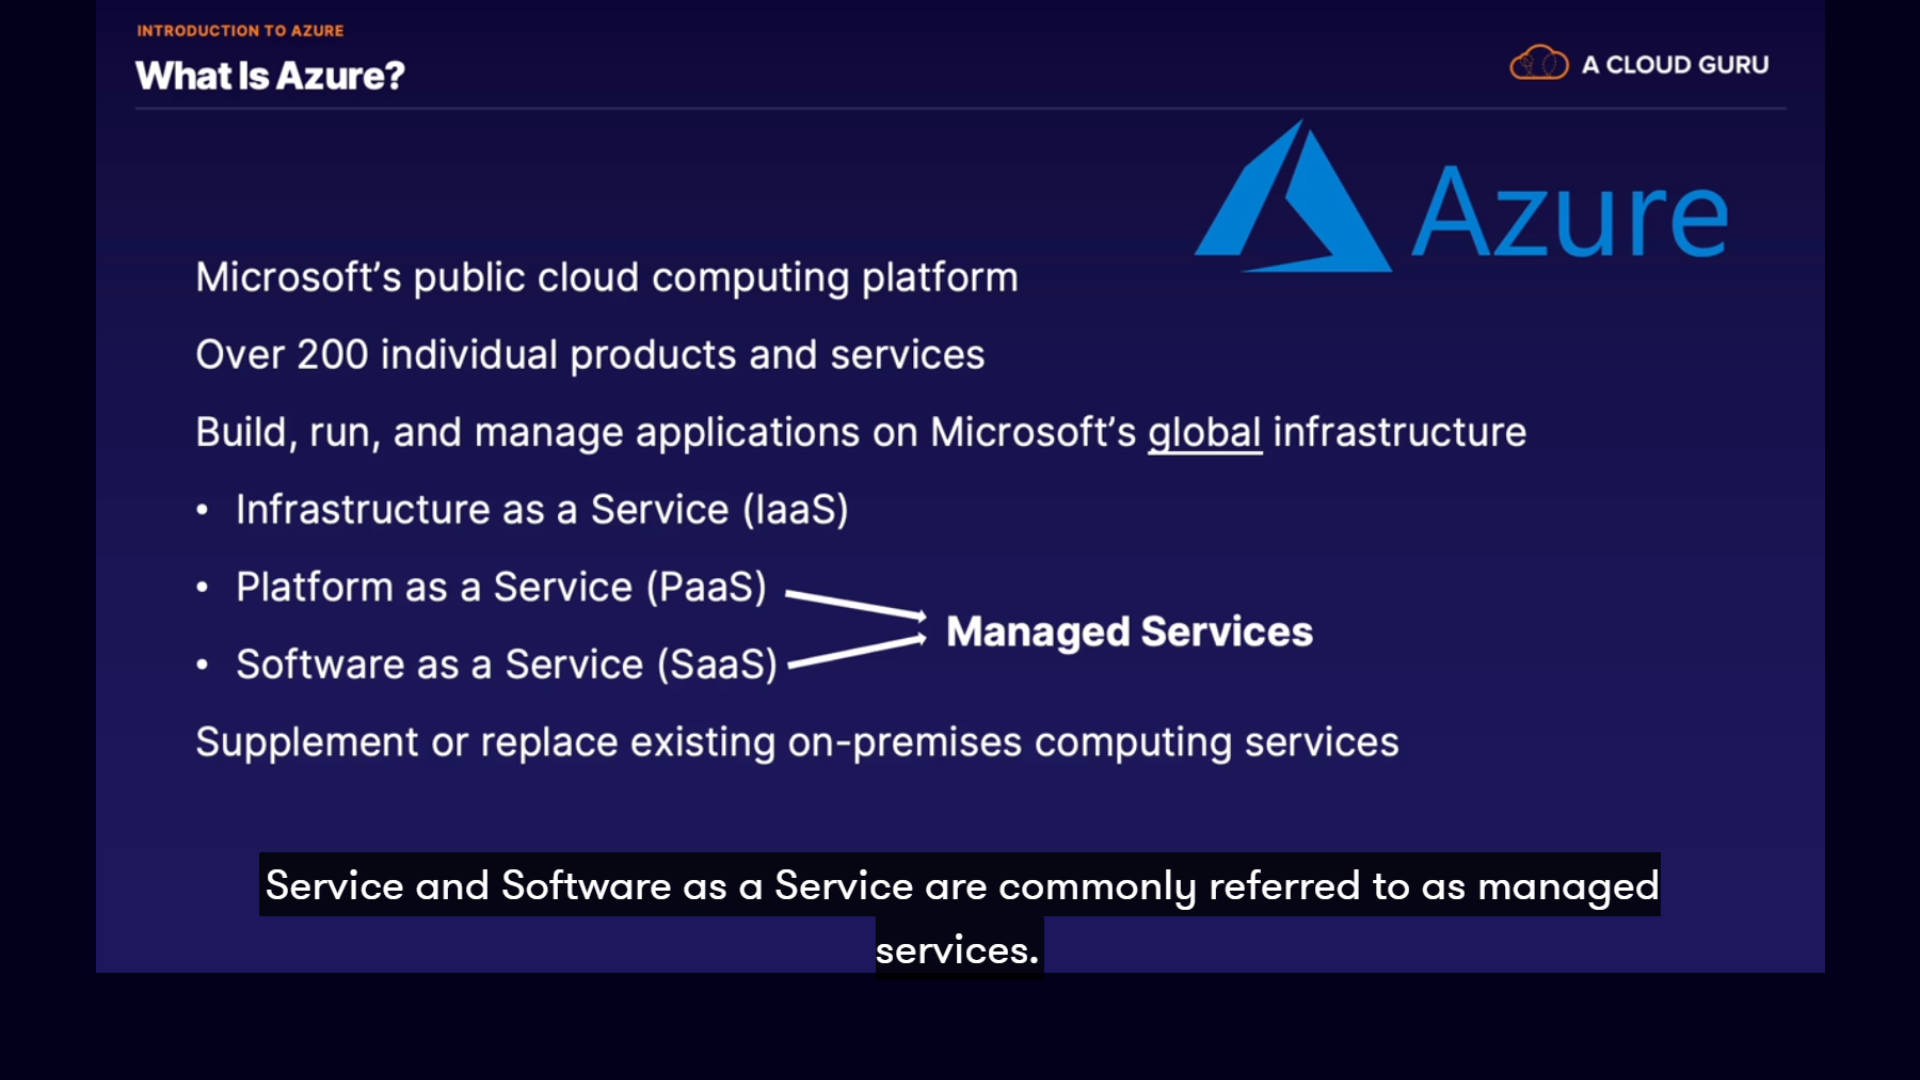 INTRODUCTION TO AZURE
What Is Azure?
A CLOUD GURU
Azure
Microsoft’s public cloud computing platform
Over 200 individual products and services
Build, run, and manage applications on Microsoft’s global infrastructure
• Infrastructure as a Service (IaaS)
• Platform as a Service (PaaS)
Managed Services
• Software as a Service (SaaS)
Supplement or replace existing on-premises computing services
Service and Software as a Service are commonly referred to as managed
services.